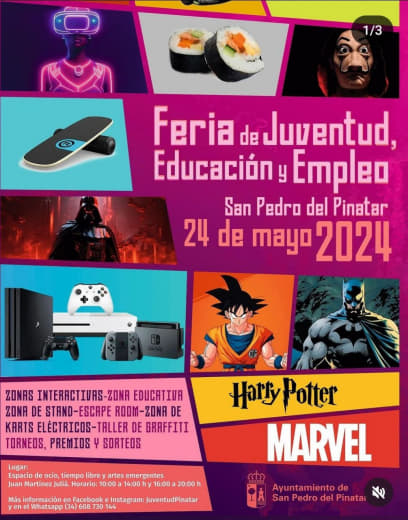 1/3
Feria de Juventud,
Educación y Empleo
San Pedro del Pinatar
24 de mayo 2024
ZONAS INTERACTIVAS-ZONA EDUCATIVA
ZONA DE STAND-ESCAPE ROOM-ZONA DE
KARTS ELÉCTRICOS-TALLER DE GRAFFITI
TORNEOS, PREMIOS Y SORTEOS
Harry Potter
MARVEL
Lugar:
Espacio de ocio, tiempo libre y artes emergentes
Juan Martínez Juliá. Horario: 10:00 a 14:00 h y 16:00 a 20:00 h
Más información en Facebook e Instagram: JuventudPinatar
y en el Whatsapp (34) 608 730 144
Ayuntamiento de
San Pedro del Pinatar